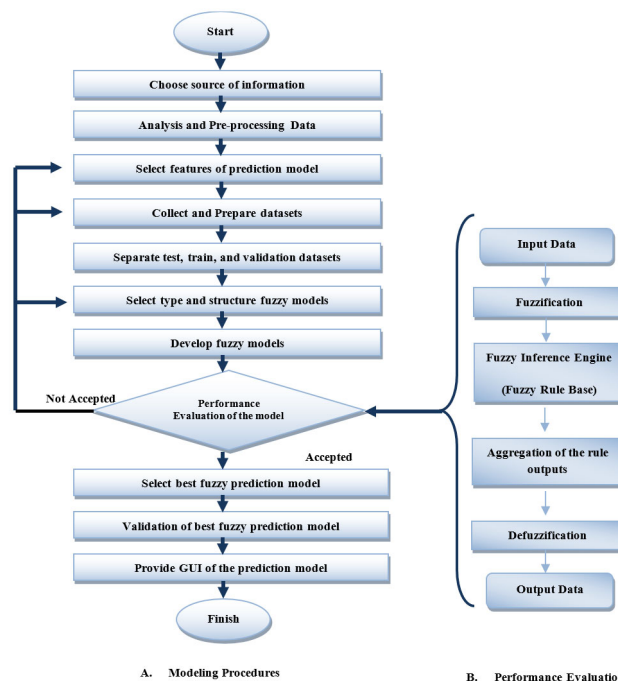 Start
Choose source of information
Analysis and Pre-processing Data
Select features of prediction model
Collect and Prepare datasets
Separate test, train, and validation datasets
Select type and structure fuzzy models
Develop fuzzy models
Not Accepted
Performance
Evaluation of the model
Accepted
Select best fuzzy prediction model
Validation of best fuzzy prediction model
Provide GUI of the prediction model
Finish
A. Modeling Procedures
Input Data
Fuzzification
Fuzzy Inference Engine
(Fuzzy Rule Base)
Aggregation of the rule
outputs
Defuzzification
Output Data
B. Performance Evaluatio